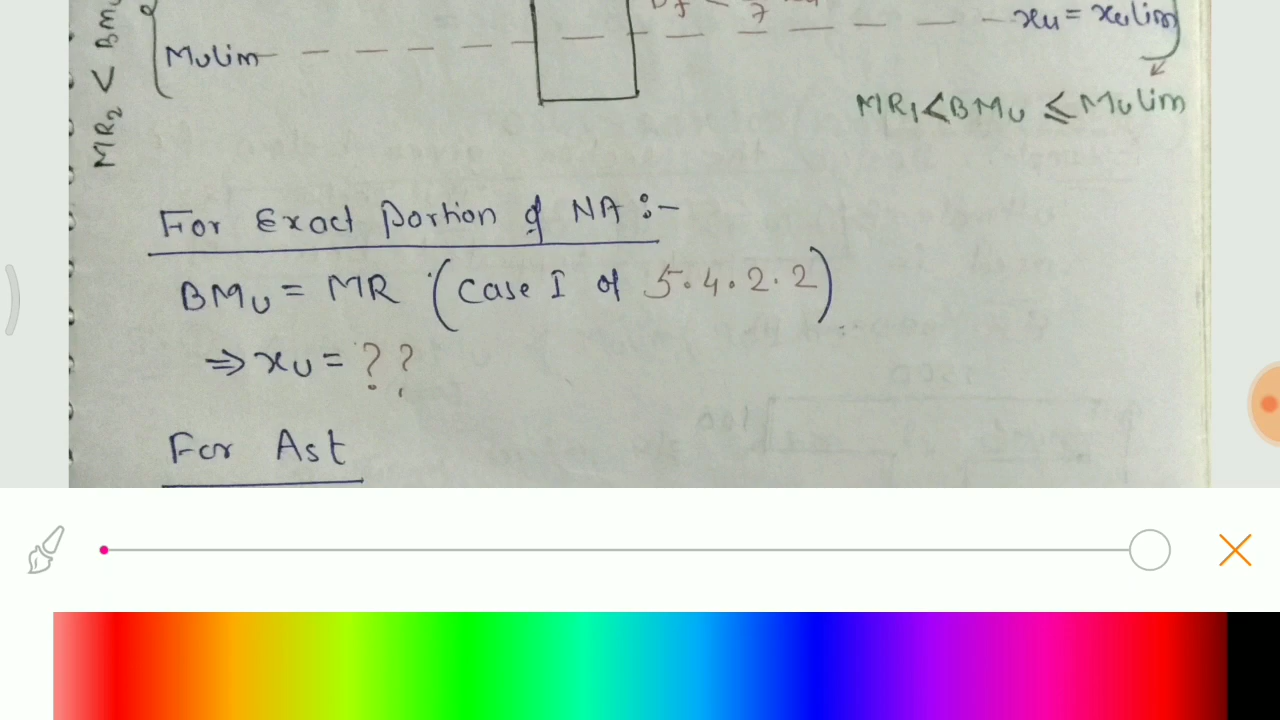 MR2 < BMU
Mulim
xu = xulim
MR1 < BMU ⩽ MUlim
For Exact Portion of NA :-
BMU = MR (Case I of 5.4.2.2)
⇒ xU = ??
For Ast